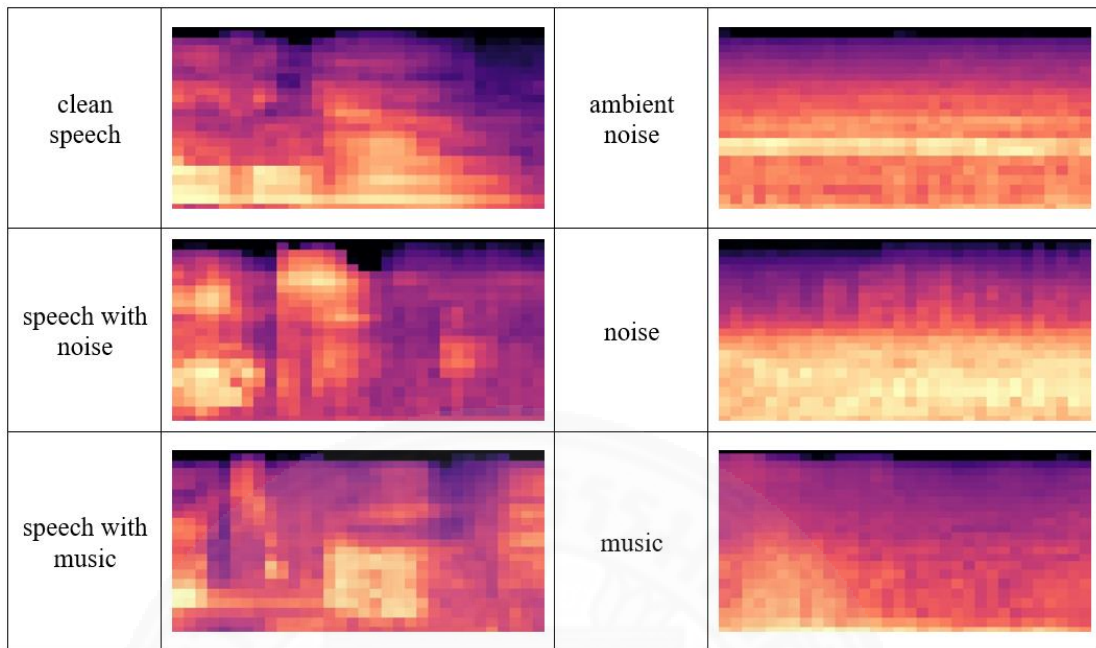 clean
speech
ambient
noise
speech with
noise
noise
speech with
music
music